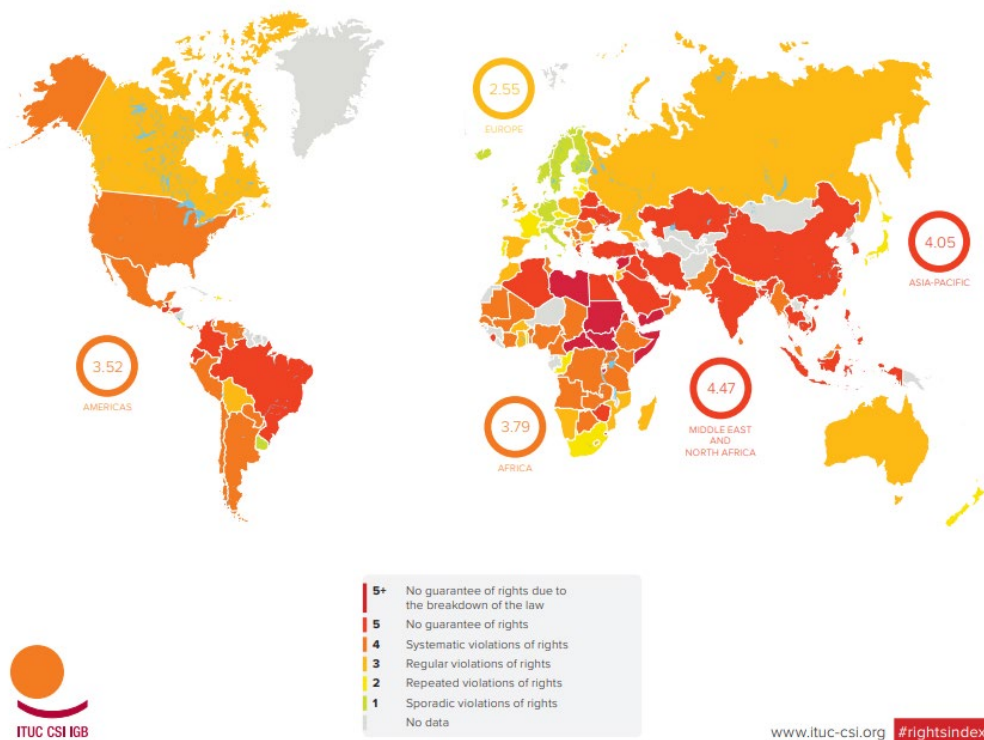 2.55
EUROPE
4.05
ASIA-PACIFIC
3.52
AMERICAS
4.47
MIDDLE EAST
AND
NORTH AFRICA
3.79
AFRICA
5+ No guarantee of rights due to
the breakdown of the law
5 No guarantee of rights
4 Systematic violations of rights
3 Regular violations of rights
2 Repeated violations of rights
1 Sporadic violations of rights
No data
ITUC CSI IGB
www.ituc-csi.org #rightsindex